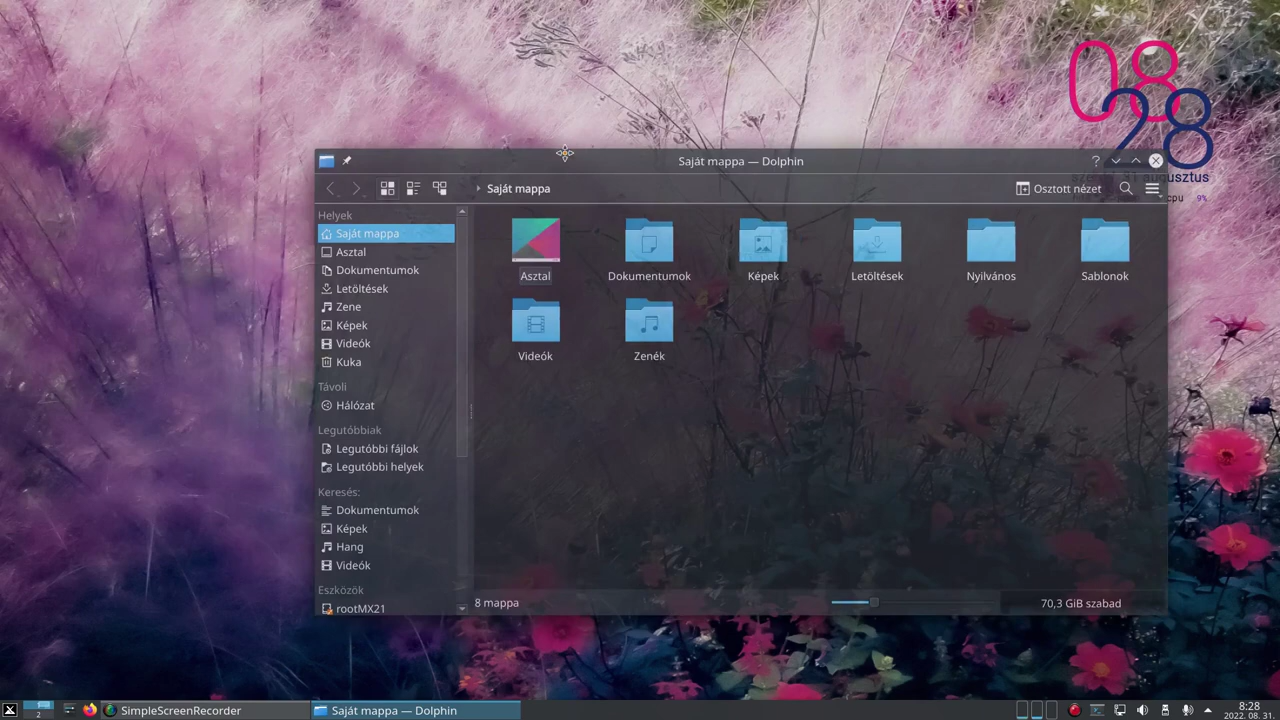 08
28
augusztus
cpu 9%
Saját mappa — Dolphin
Saját mappa
Osztott nézet
Helyek
Saját mappa
Asztal
Dokumentumok
Letöltések
Zene
Képek
Videók
Kuka
Távoli
Hálózat
Legutóbbiak
Legutóbbi fájlok
Legutóbbi helyek
Keresés:
Dokumentumok
Képek
Hang
Videók
Eszközök
rootMX21
Asztal
Dokumentumok
Képek
Letöltések
Nyilvános
Sablonok
Videók
Zenék
8 mappa
70,3 GiB szabad
2
SimpleScreenRecorder
Saját mappa — Dolphin
8:28
2022. 08. 31.